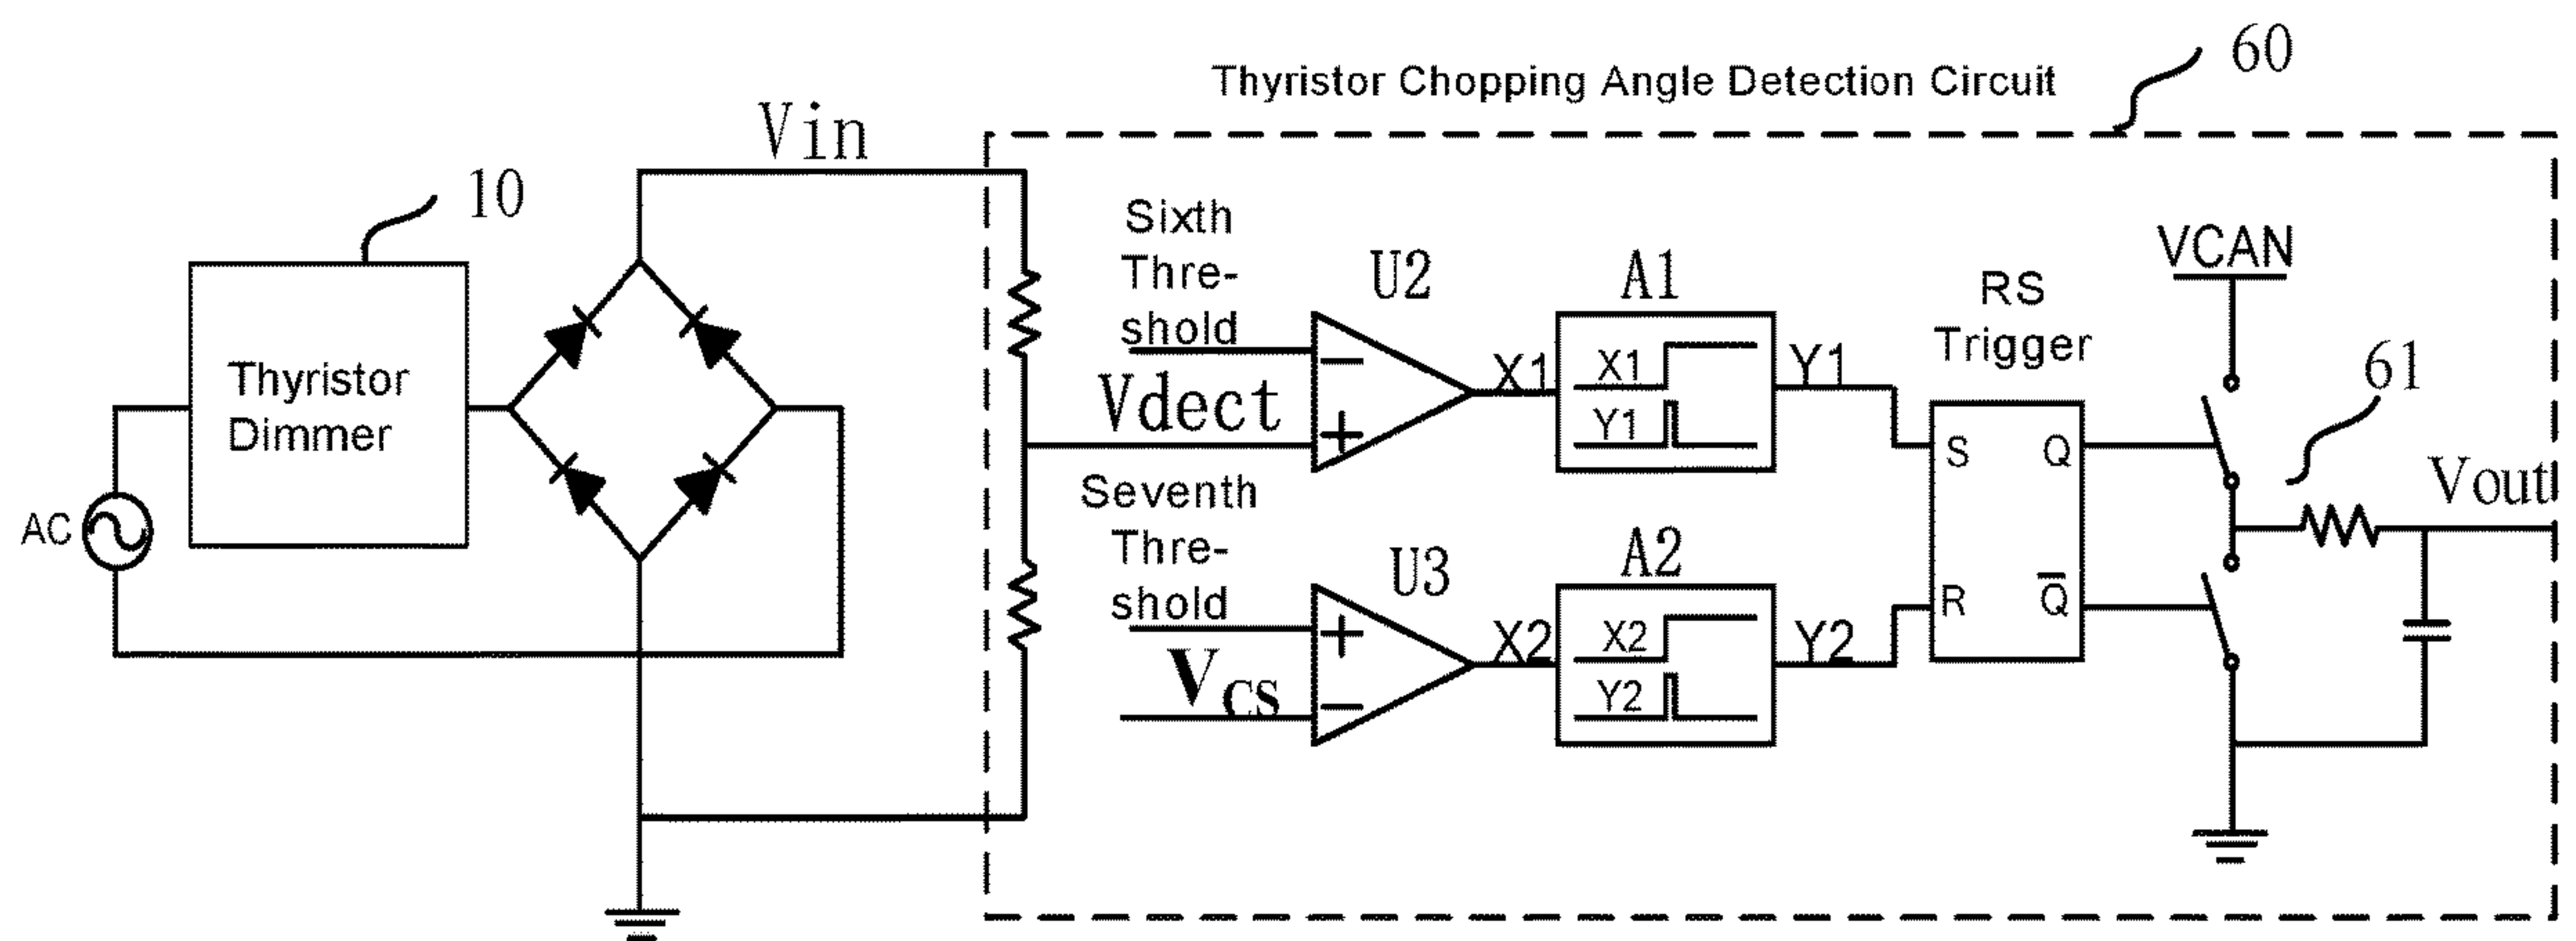 60
Thyristor Chopping Angle Detection Circuit
Vin
10
Sixth
Thre-
shold
U2
A1
VCAN
RS
Trigger
Thyristor
Dimmer
X1
X1
Y1
Y1
61
Vdect
S
Q
Vout
Seventh
Thre-
shold
AC
U3
A2
R
Q̅
X2
X2
Y2
Y2
VCS